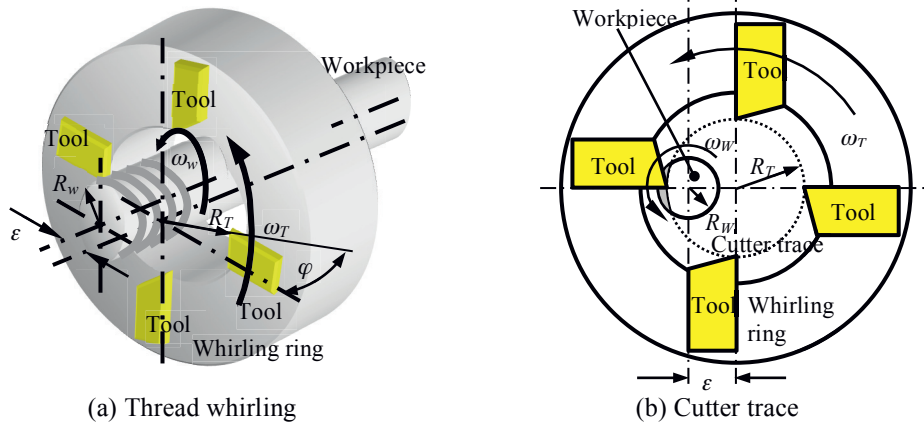 Workpiece
Tool
Tool
ω_w
R_w
R_T
ω_T
ε
φ
Tool
Tool
Whirling ring
(a) Thread whirling
Workpiece
Tool
ω_T
ω_W
Tool
R_T
Tool
R_W
Cutter trace
Tool
Whirling
ring
ε
(b) Cutter trace